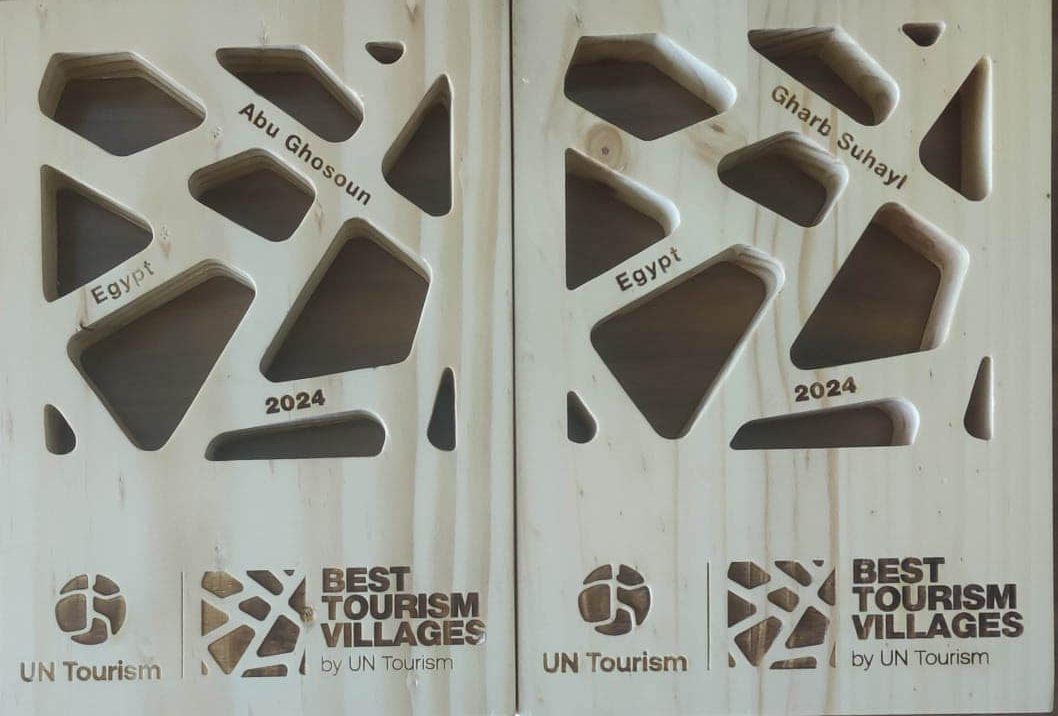 Abu Ghosoun
Egypt
2024
UN Tourism
BEST
TOURISM
VILLAGES
by UN Tourism
Gharb Suhayl
Egypt
2024
UN Tourism
BEST
TOURISM
VILLAGES
by UN Tourism